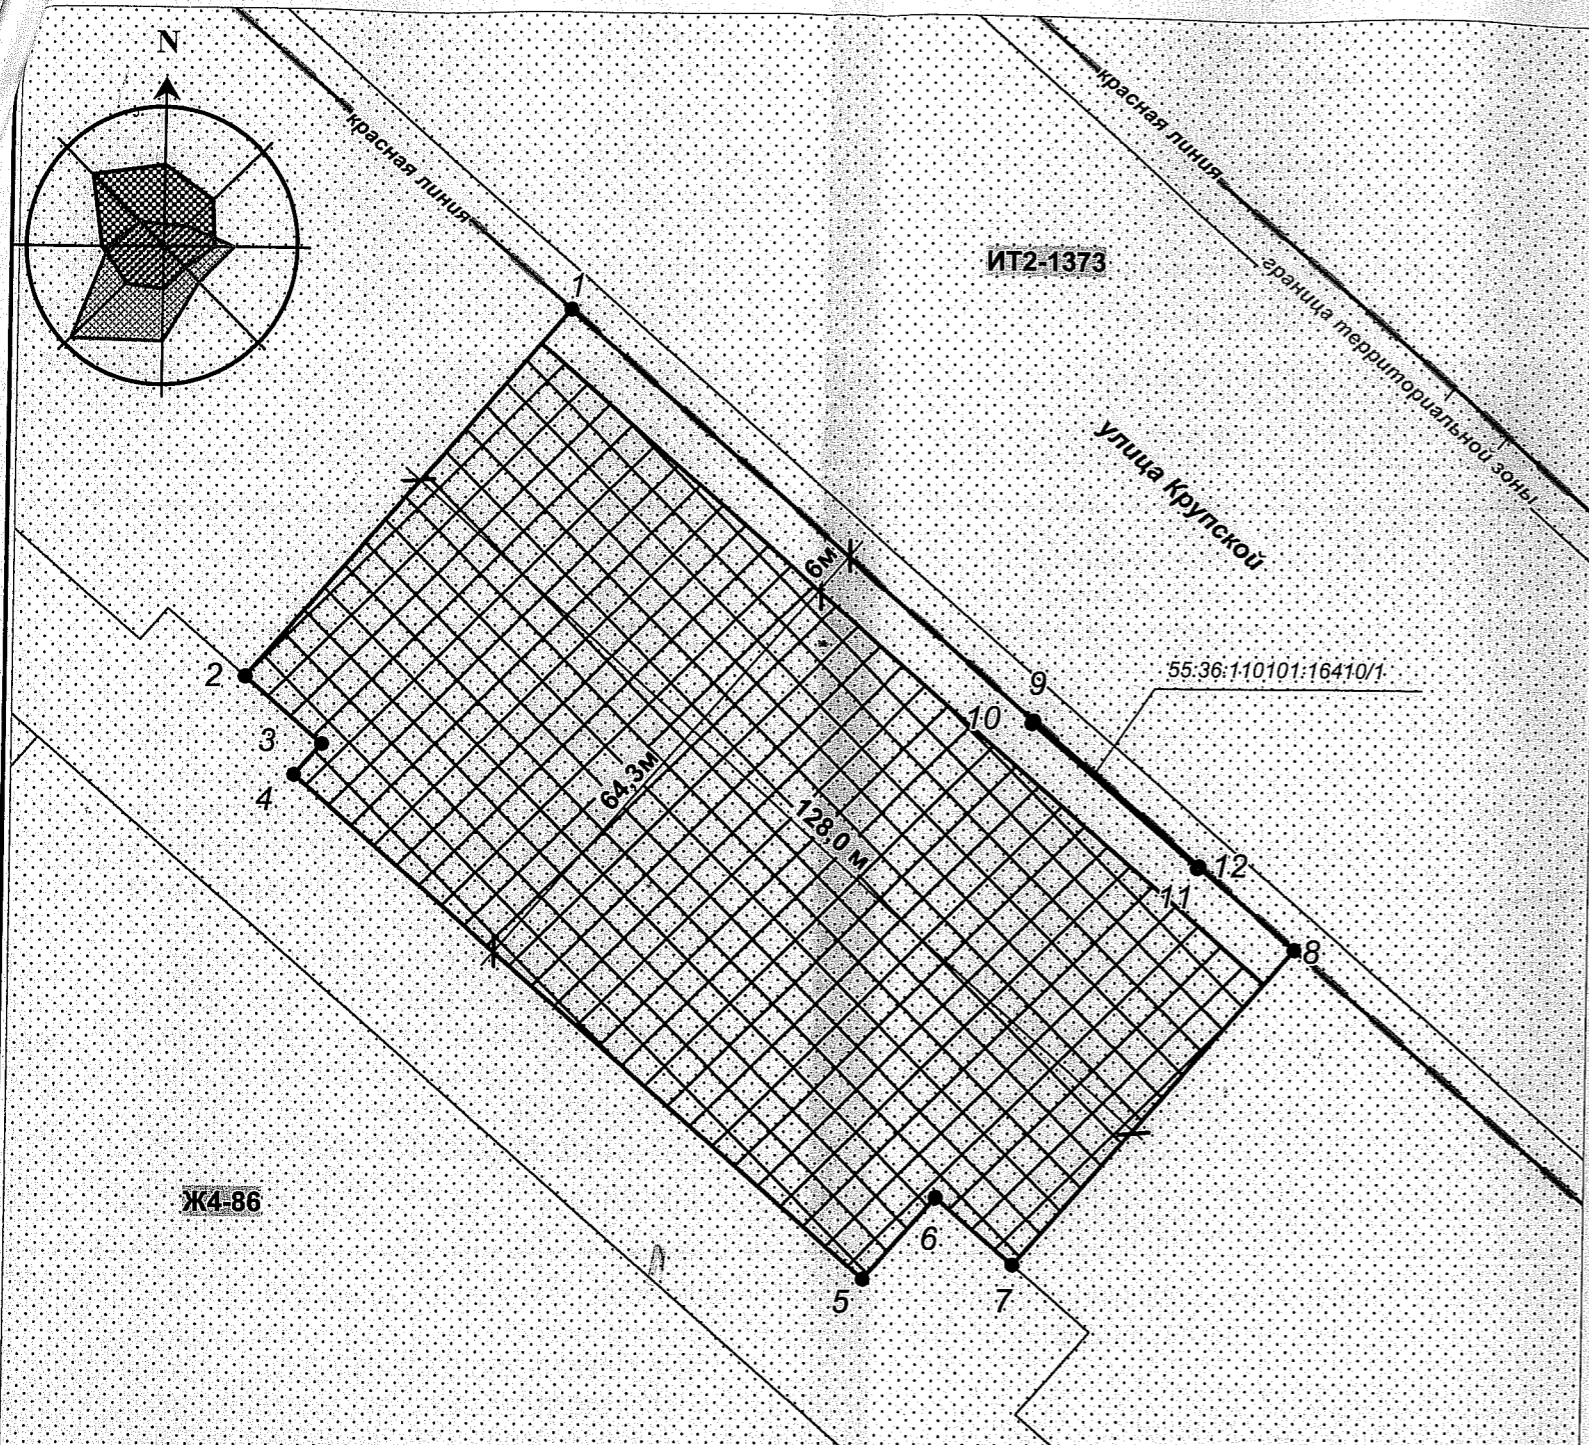 N
красная линия
красная линия
1
ИТ2-1373
граница территориальной зоны
улица Крупской
6м
2
9
55:36:110101:16410/1
10
3
64,3м
4
128,0 м
12
11
8
Ж4-86
6
5
7